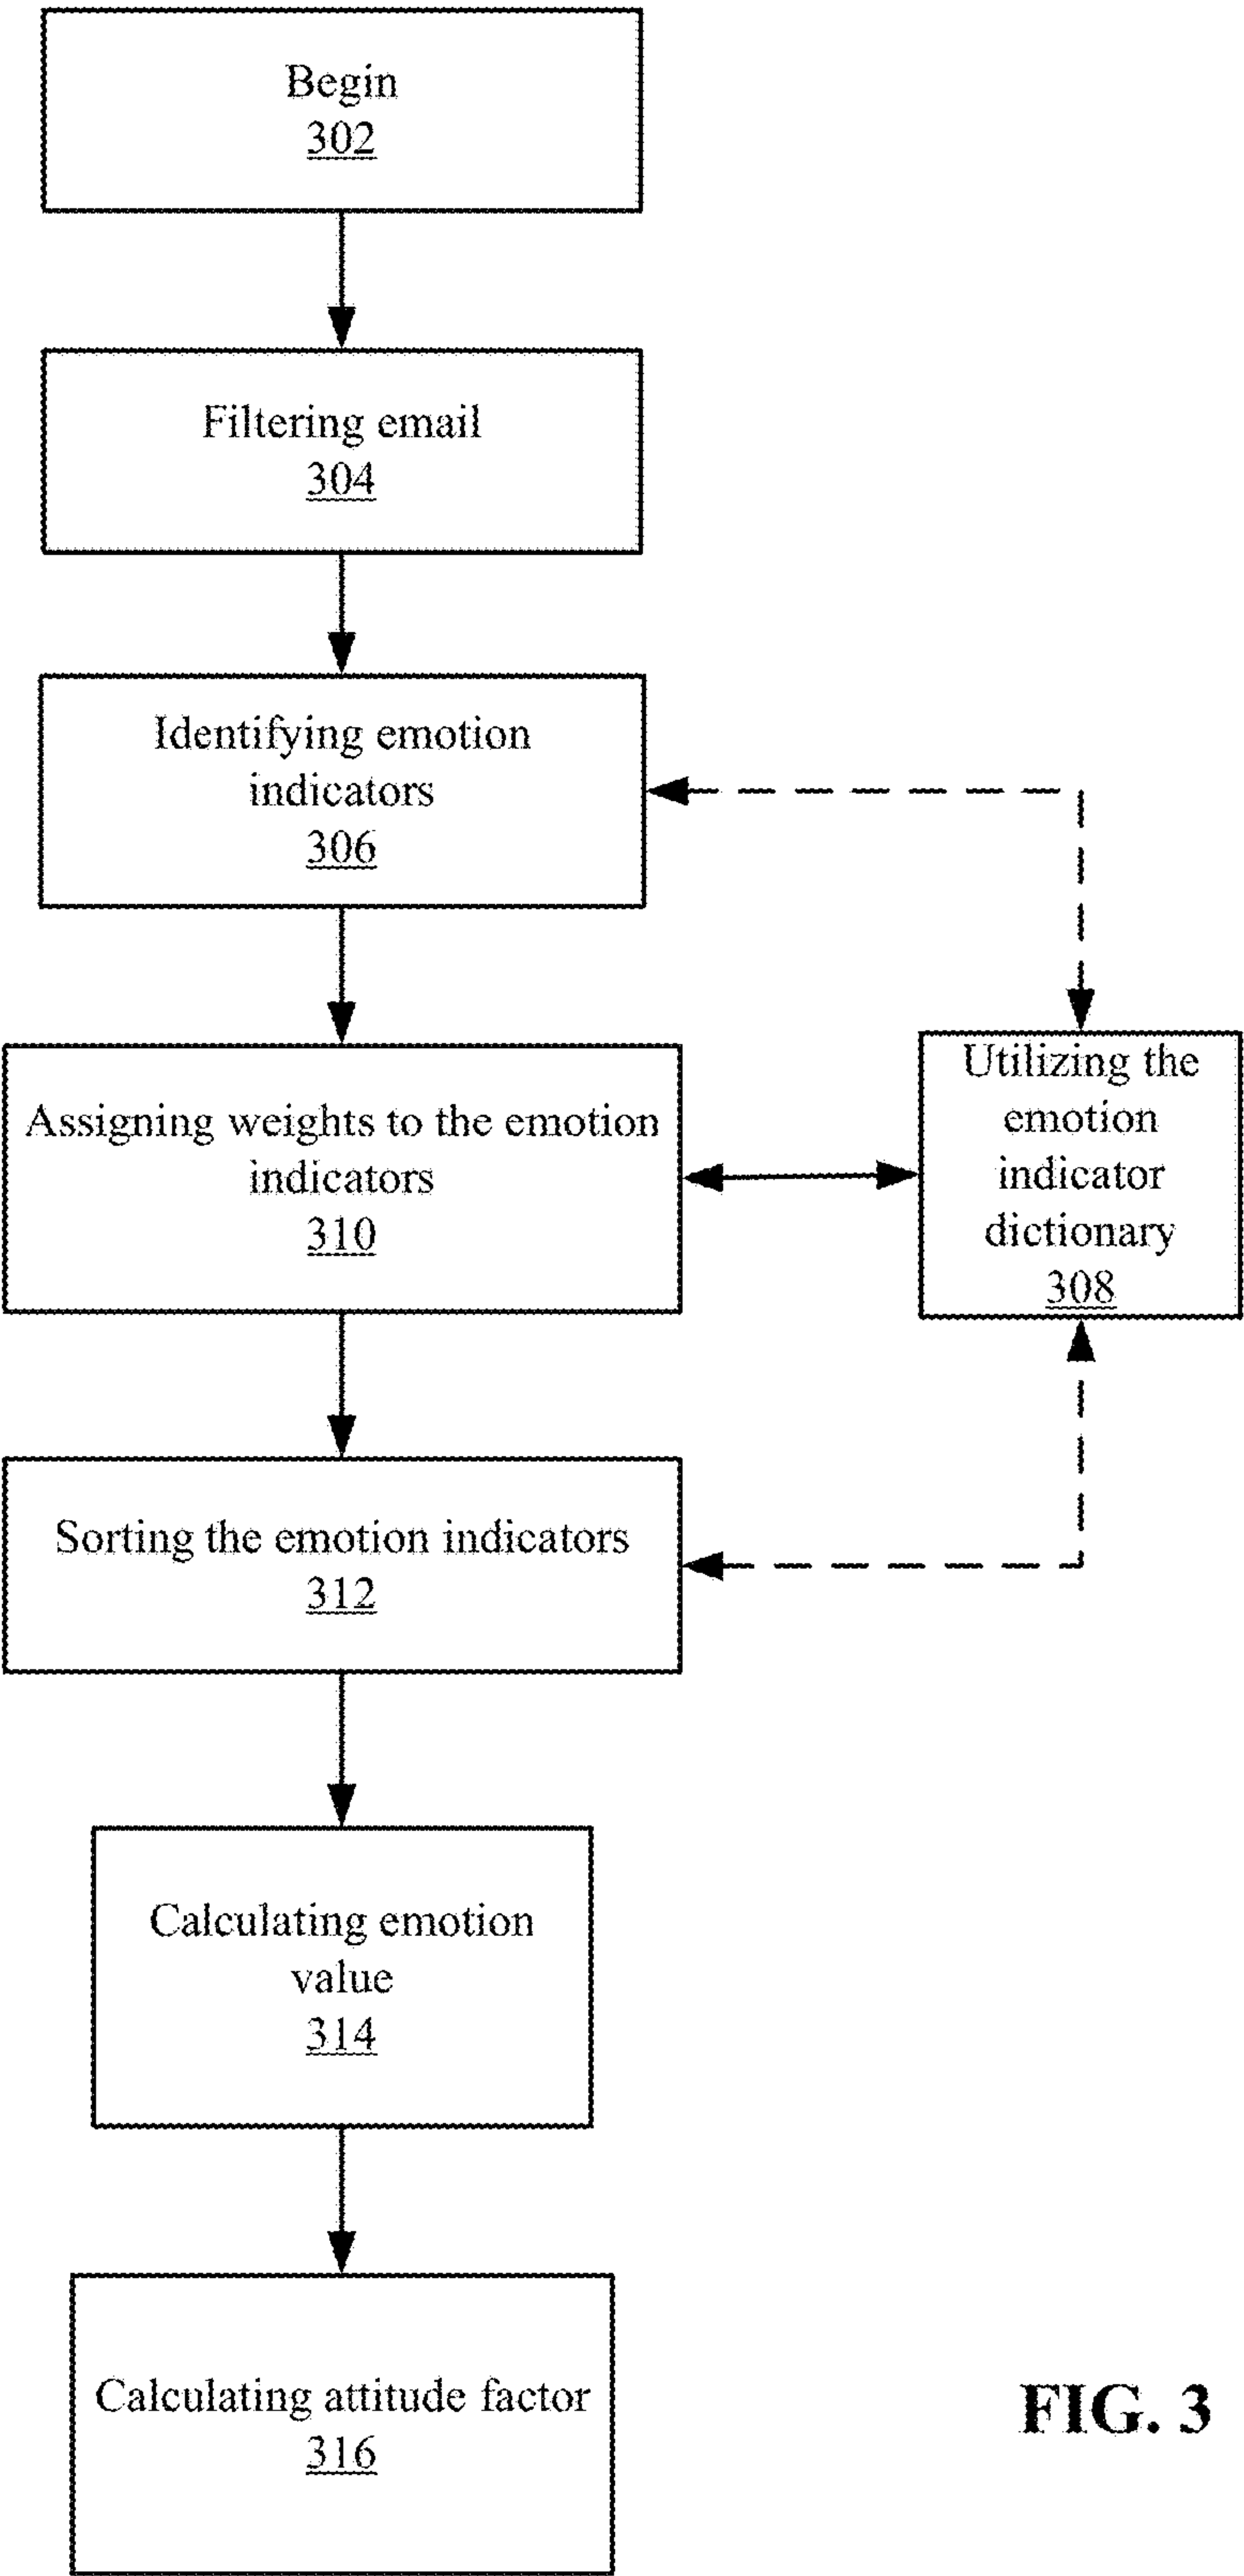 Begin
302
Filtering email
304
Identifying emotion
indicators
306
Assigning weights to the emotion
indicators
310
Utilizing the
emotion
indicator
dictionary
308
Sorting the emotion indicators
312
Calculating emotion
value
314
Calculating attitude factor
316
FIG. 3